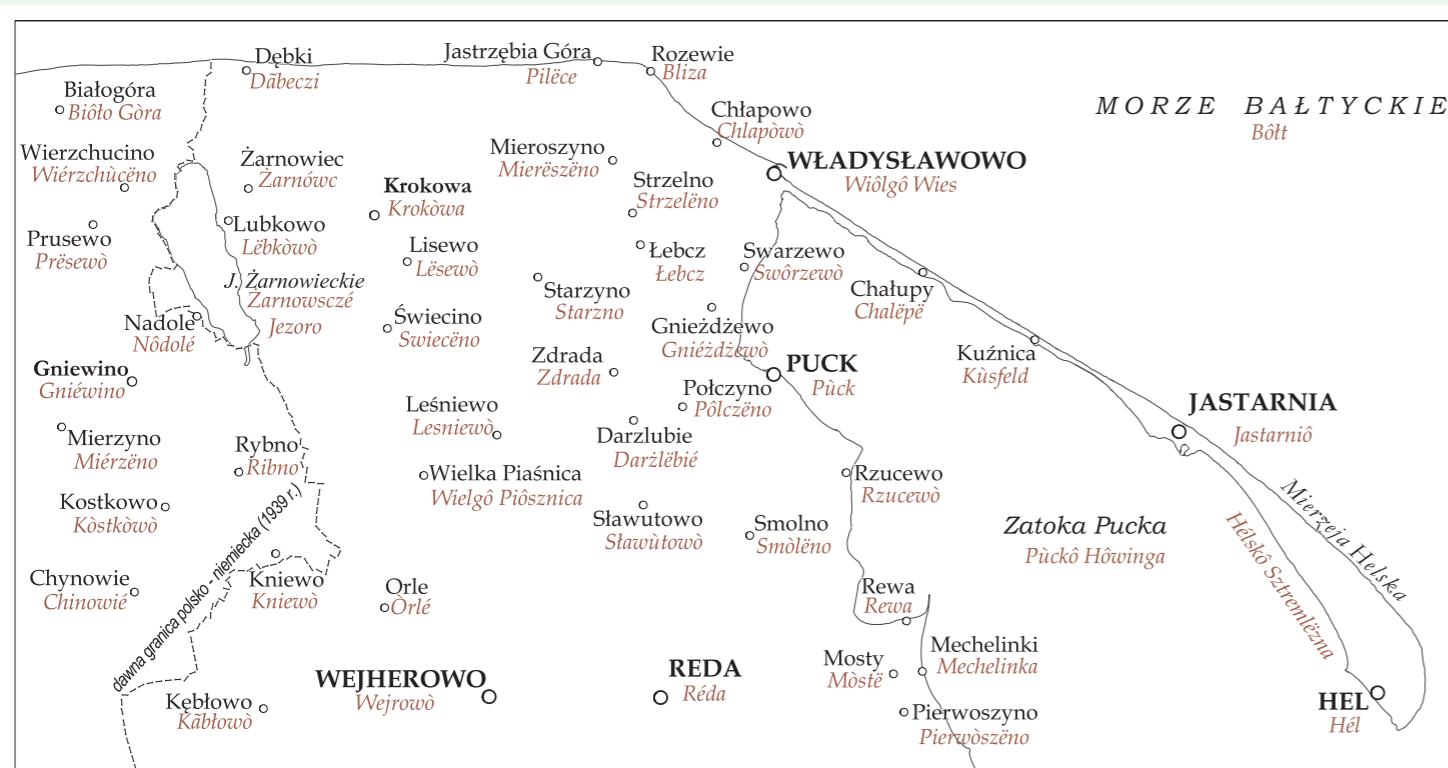 Dębki
Dãbeczi
Jastrzębia Góra
Pilëce
Rozewie
Bliza
Białogóra
Biôło Gòra
Chłapowo
Chlapòwò
MORZE BAŁTYCKIE
Bôłt
Wierzchucino
Wiérzchùcëno
Żarnowiec
Żarnówc
Mieroszyno
Mierëszëno
WŁADYSŁAWOWO
Wiôlgô Wies
Krokowa
Krokòwa
Strzelno
Strzelëno
Prusewo
Prësewò
Lubkowo
Lëbkòwò
Lisewo
Lësewò
Łebcz
Łebcz
Swarzewo
Swôrzewò
J. Żarnowieckie
Żarnowsczé
Jezoro
Starzyno
Starzno
Chałupy
Chalëpë
Nadole
Nôdolé
Świecino
Swiecëno
Gnieżdżewo
Gniéżdżewò
Kuźnica
Kùsfeld
Gniewino
Gniéwino
Zdrada
Zdrada
PUCK
Pùck
Połczyno
Pôlczëno
Leśniewo
Lesniewò
JASTARNIA
Jastarniô
Mierzyno
Miérzëno
Rybno
Ribno
Darzlubie
Darżlëbié
Wielka Piaśnica
Wielgô Piôsznica
Rzucewo
Rzucewò
Kostkowo
Kòstkòwò
Sławutowo
Sławùtowò
Smolno
Smòlëno
Zatoka Pucka
Pùckô Hôwinga
Mierzeja Helska
Hélskô Sztremlëzna
dawna granica polsko - niemiecka (1939 r.)
Chynowie
Chinowié
Kniewo
Kniewò
Orle
Òrlé
Rewa
Rewa
Mechelinki
Mechelinka
Mosty
Mòstë
WEJHEROWO
Wejrowò
REDA
Réda
Kębłowo
Kãbłowò
Pierwoszyno
Pierwòszëno
HEL
Hél